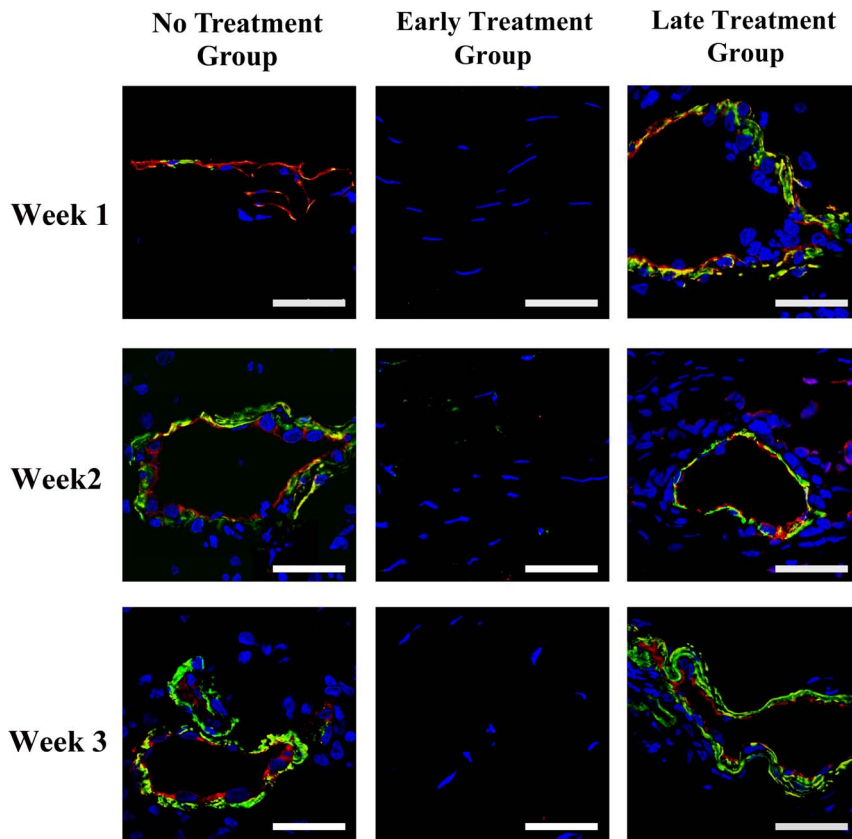 No Treatment
Group
Early Treatment
Group
Late Treatment
Group
Week 1
Week2
Week 3